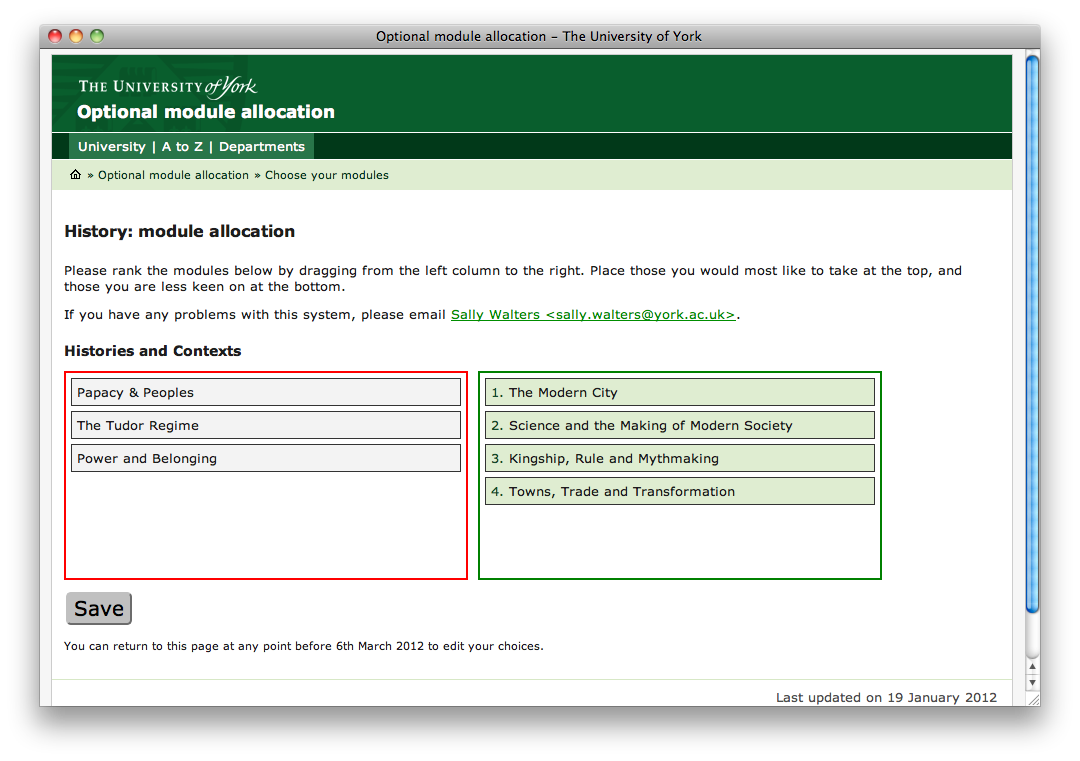 Optional module allocation – The University of York
THE UNIVERSITY of York
Optional module allocation
University | A to Z | Departments
» Optional module allocation » Choose your modules
History: module allocation
Please rank the modules below by dragging from the left column to the right. Place those you would most like to take at the top, and
those you are less keen on at the bottom.
If you have any problems with this system, please email Sally Walters <sally.walters@york.ac.uk>.
Histories and Contexts
Papacy & Peoples
The Tudor Regime
Power and Belonging
1. The Modern City
2. Science and the Making of Modern Society
3. Kingship, Rule and Mythmaking
4. Towns, Trade and Transformation
Save
You can return to this page at any point before 6th March 2012 to edit your choices.
Last updated on 19 January 2012